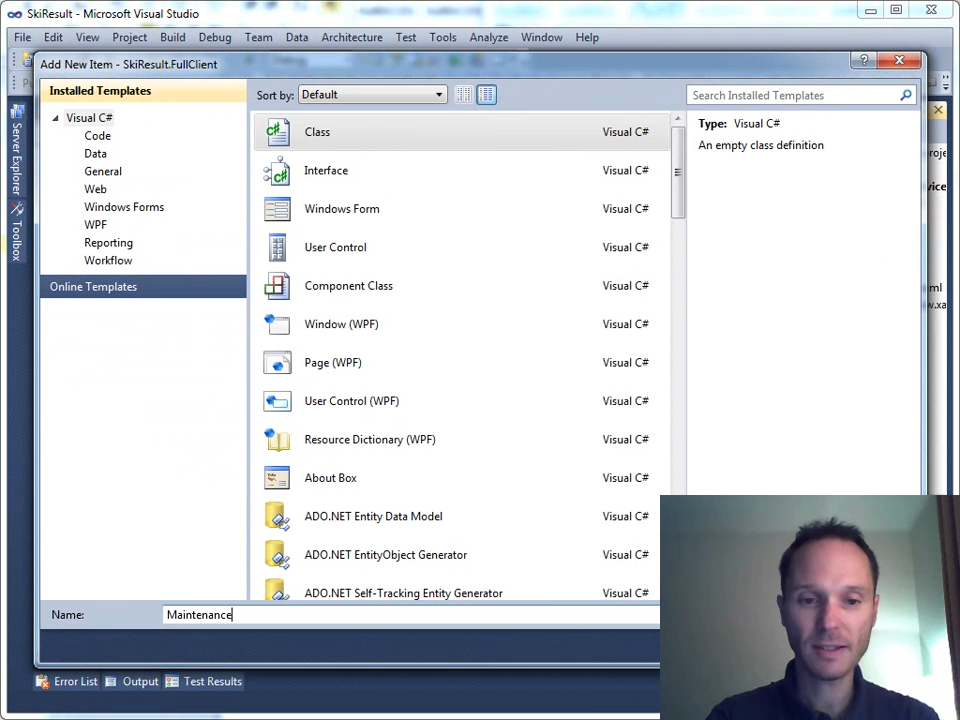 SkiResult - Microsoft Visual Studio
File Edit View Project Build Debug Team Data Architecture Test Tools Analyze Window Help
Add New Item - SkiResult.FullClient
Installed Templates
Sort by: Default
Search Installed Templates
Visual C#
Code
Data
General
Web
Windows Forms
WPF
Reporting
Workflow
Online Templates
Class Visual C#
Interface Visual C#
Windows Form Visual C#
User Control Visual C#
Component Class Visual C#
Window (WPF) Visual C#
Page (WPF) Visual C#
User Control (WPF) Visual C#
Resource Dictionary (WPF) Visual C#
About Box Visual C#
ADO.NET Entity Data Model Visual C#
ADO.NET EntityObject Generator Visual C#
ADO.NET Self-Tracking Entity Generator Visual C#
Type: Visual C#
An empty class definition
Server Explorer
Toolbox
Name: Maintenance
Error List Output Test Results